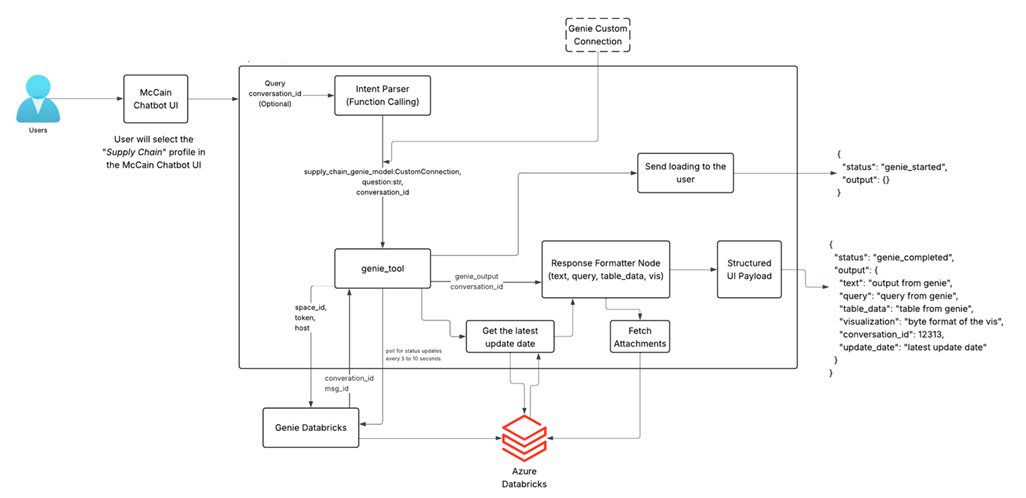 Genie Custom
Connection
Users
McCain
Chatbot UI
User will select the
"Supply Chain" profile in
the McCain Chatbot UI
Query
conversation_id
(Optional)
Intent Parser
(Function Calling)
supply_chain_genie_model:CustomConnection,
question:str,
conversation_id
Send loading to the
user
{
"status": "genie_started",
"output": {}
}
genie_tool
genie_output
conversation_id
Response Formatter Node
(text, query, table_data, vis)
Structured
UI Payload
{
"status": "genie_completed",
"output": {
"text": "output from genie",
"query": "query from genie",
"table_data": "table from genie",
"visualization": "byte format of the vis",
"conversation_id": 12313,
"update_date": "latest update date"
}
}
space_id,
token,
host
Get the latest
update date
Fetch
Attachments
poll for status updates
every 5 to 10 seconds
converation_id
msg_id
Genie Databricks
Azure
Databricks